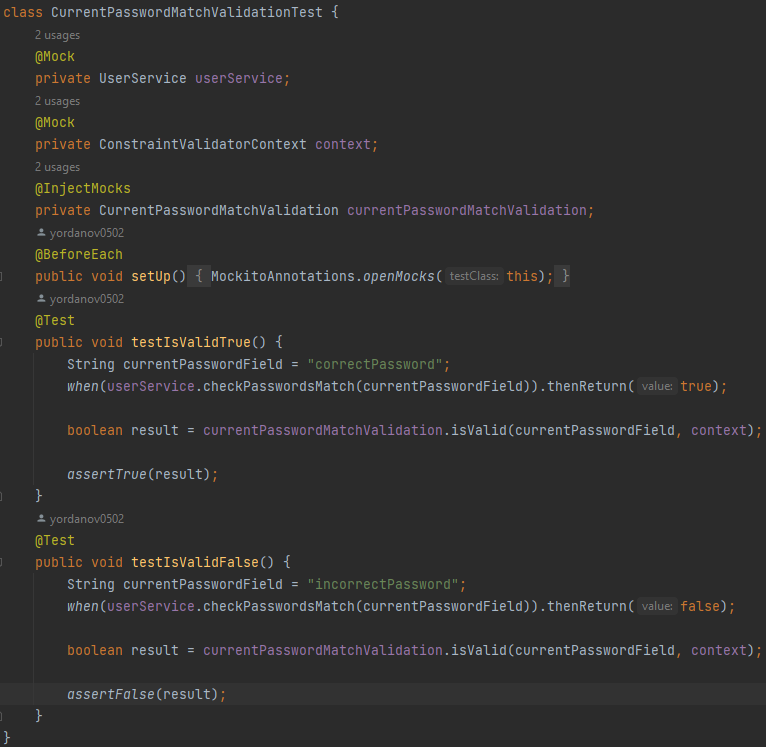 class CurrentPasswordMatchValidationTest {
2 usages
@Mock
private UserService userService;
2 usages
@Mock
private ConstraintValidatorContext context;
2 usages
@InjectMocks
private CurrentPasswordMatchValidation currentPasswordMatchValidation;
yordanov0502
@BeforeEach
public void setUp() { MockitoAnnotations.openMocks( testClass: this); }
yordanov0502
@Test
public void testIsValidTrue() {
String currentPasswordField = "correctPassword";
when(userService.checkPasswordsMatch(currentPasswordField)).thenReturn( value: true);
boolean result = currentPasswordMatchValidation.isValid(currentPasswordField, context);
assertTrue(result);
}
yordanov0502
@Test
public void testIsValidFalse() {
String currentPasswordField = "incorrectPassword";
when(userService.checkPasswordsMatch(currentPasswordField)).thenReturn( value: false);
boolean result = currentPasswordMatchValidation.isValid(currentPasswordField, context);
assertFalse(result);
}
}